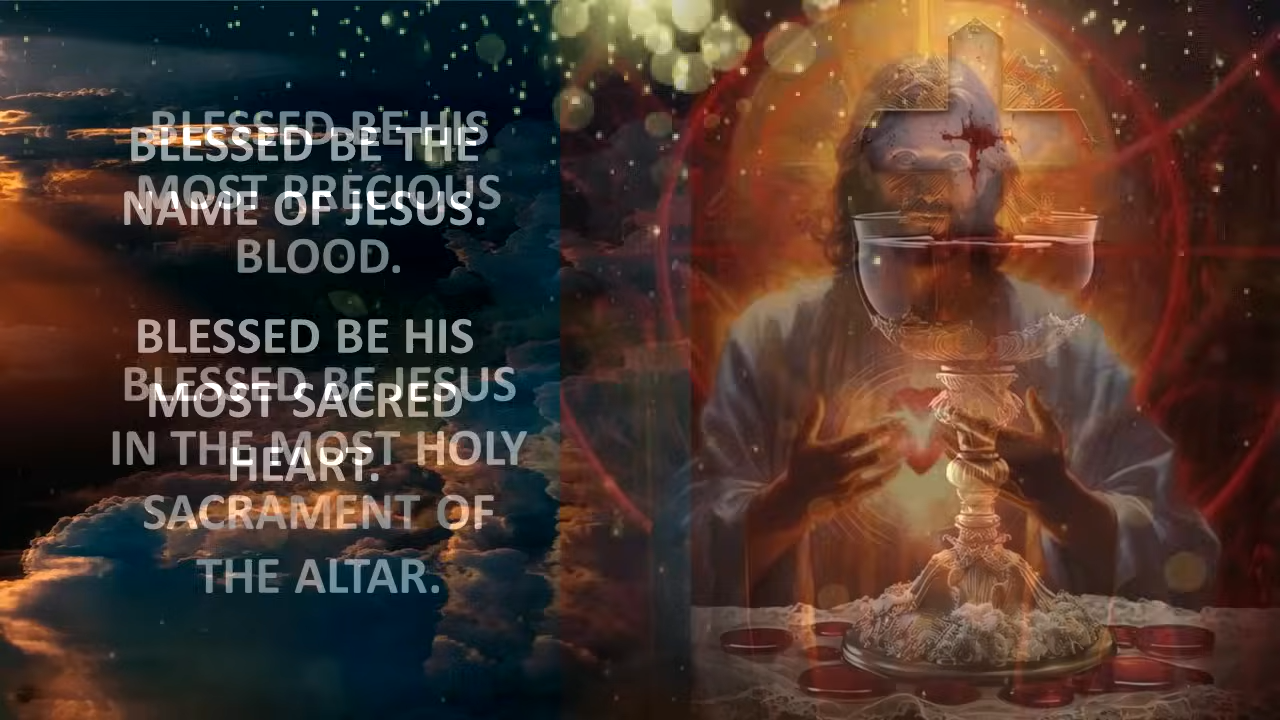 BLESSED BE THE
NAME OF JESUS.
BLESSED BE HIS
MOST SACRED
HEART.
BLESSED BE HIS
MOST PRECIOUS
BLOOD.
BLESSED BE JESUS
IN THE MOST HOLY
SACRAMENT OF
THE ALTAR.